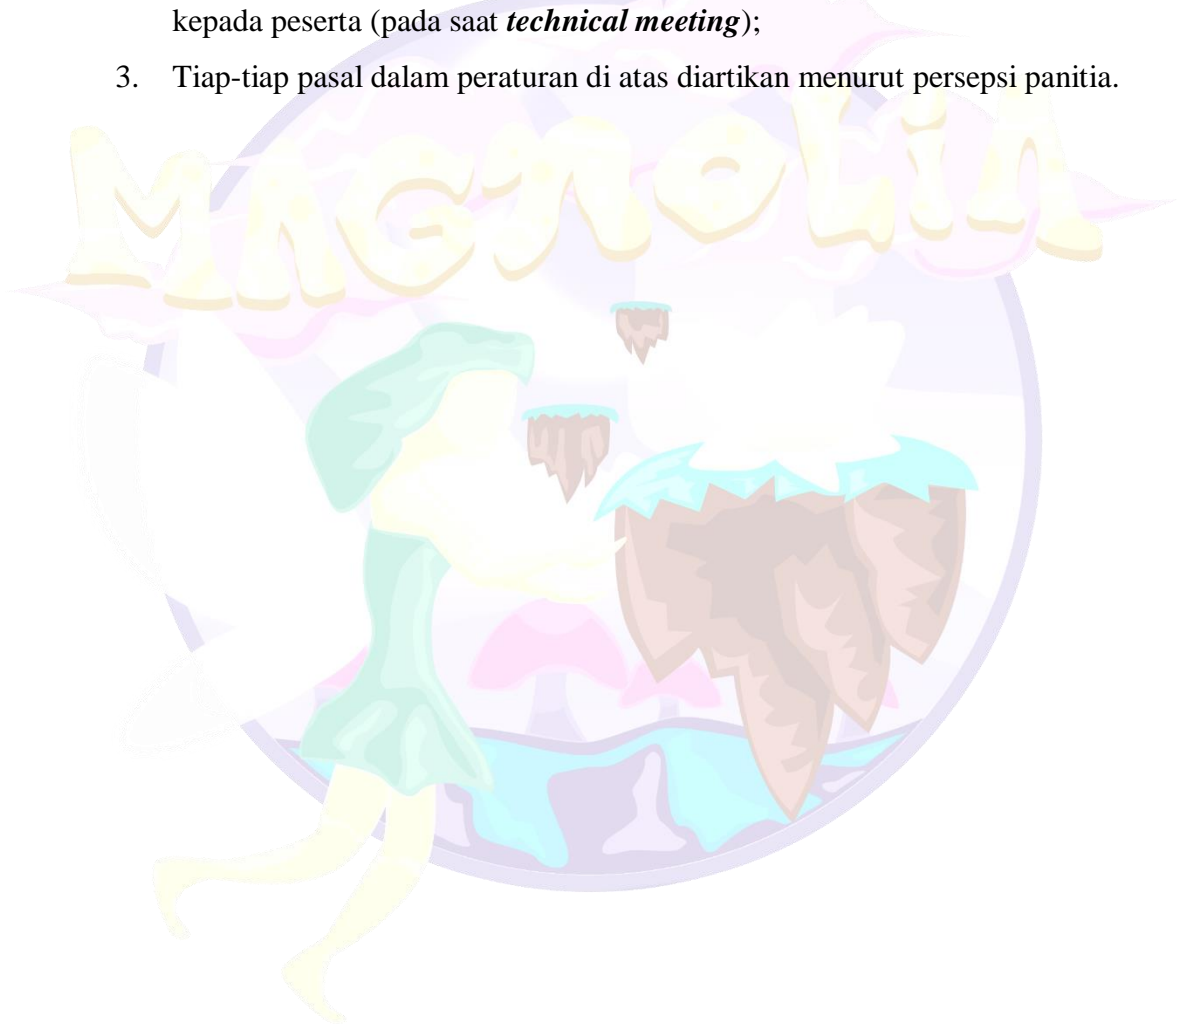 kepada peserta (pada saat technical meeting);
3. Tiap-tiap pasal dalam peraturan di atas diartikan menurut persepsi panitia.
MAGNOLiA